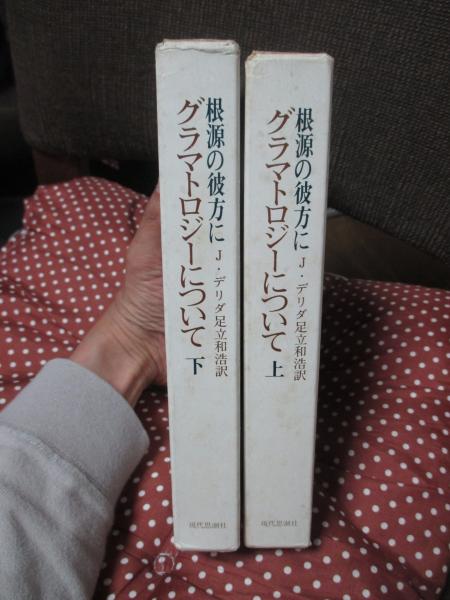 根源の彼方に
グラマトロジーについて 上
J・デリダ 足立和浩訳
現代思潮社
根源の彼方に
グラマトロジーについて 下
J・デリダ 足立和浩訳
現代思潮社